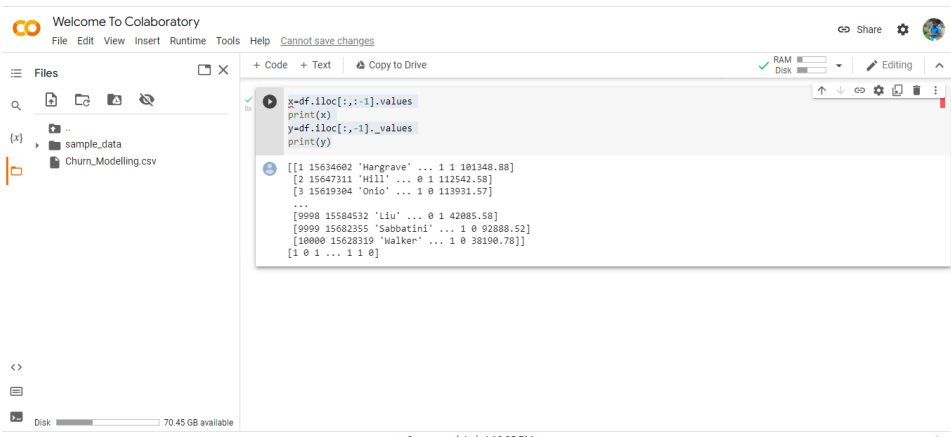 Welcome To Colaboratory
File Edit View Insert Runtime Tools Help Cannot save changes
Share
Files
+ Code + Text Copy to Drive
RAM
Disk
Editing
{x}
..
sample_data
Churn_Modelling.csv
0s
x=df.iloc[:,:-1].values
print(x)
y=df.iloc[:,-1]._values
print(y)
[[1 15634602 'Hargrave' ... 1 1 101348.88]
[2 15647311 'Hill' ... 0 1 112542.58]
[3 15619304 'Onio' ... 1 0 113931.57]
...
[9998 15584532 'Liu' ... 0 1 42085.58]
[9999 15682355 'Sabbatini' ... 1 0 92888.52]
[10000 15628319 'Walker' ... 1 0 38190.78]]
[1 0 1 ... 1 1 0]
Disk 70.45 GB available